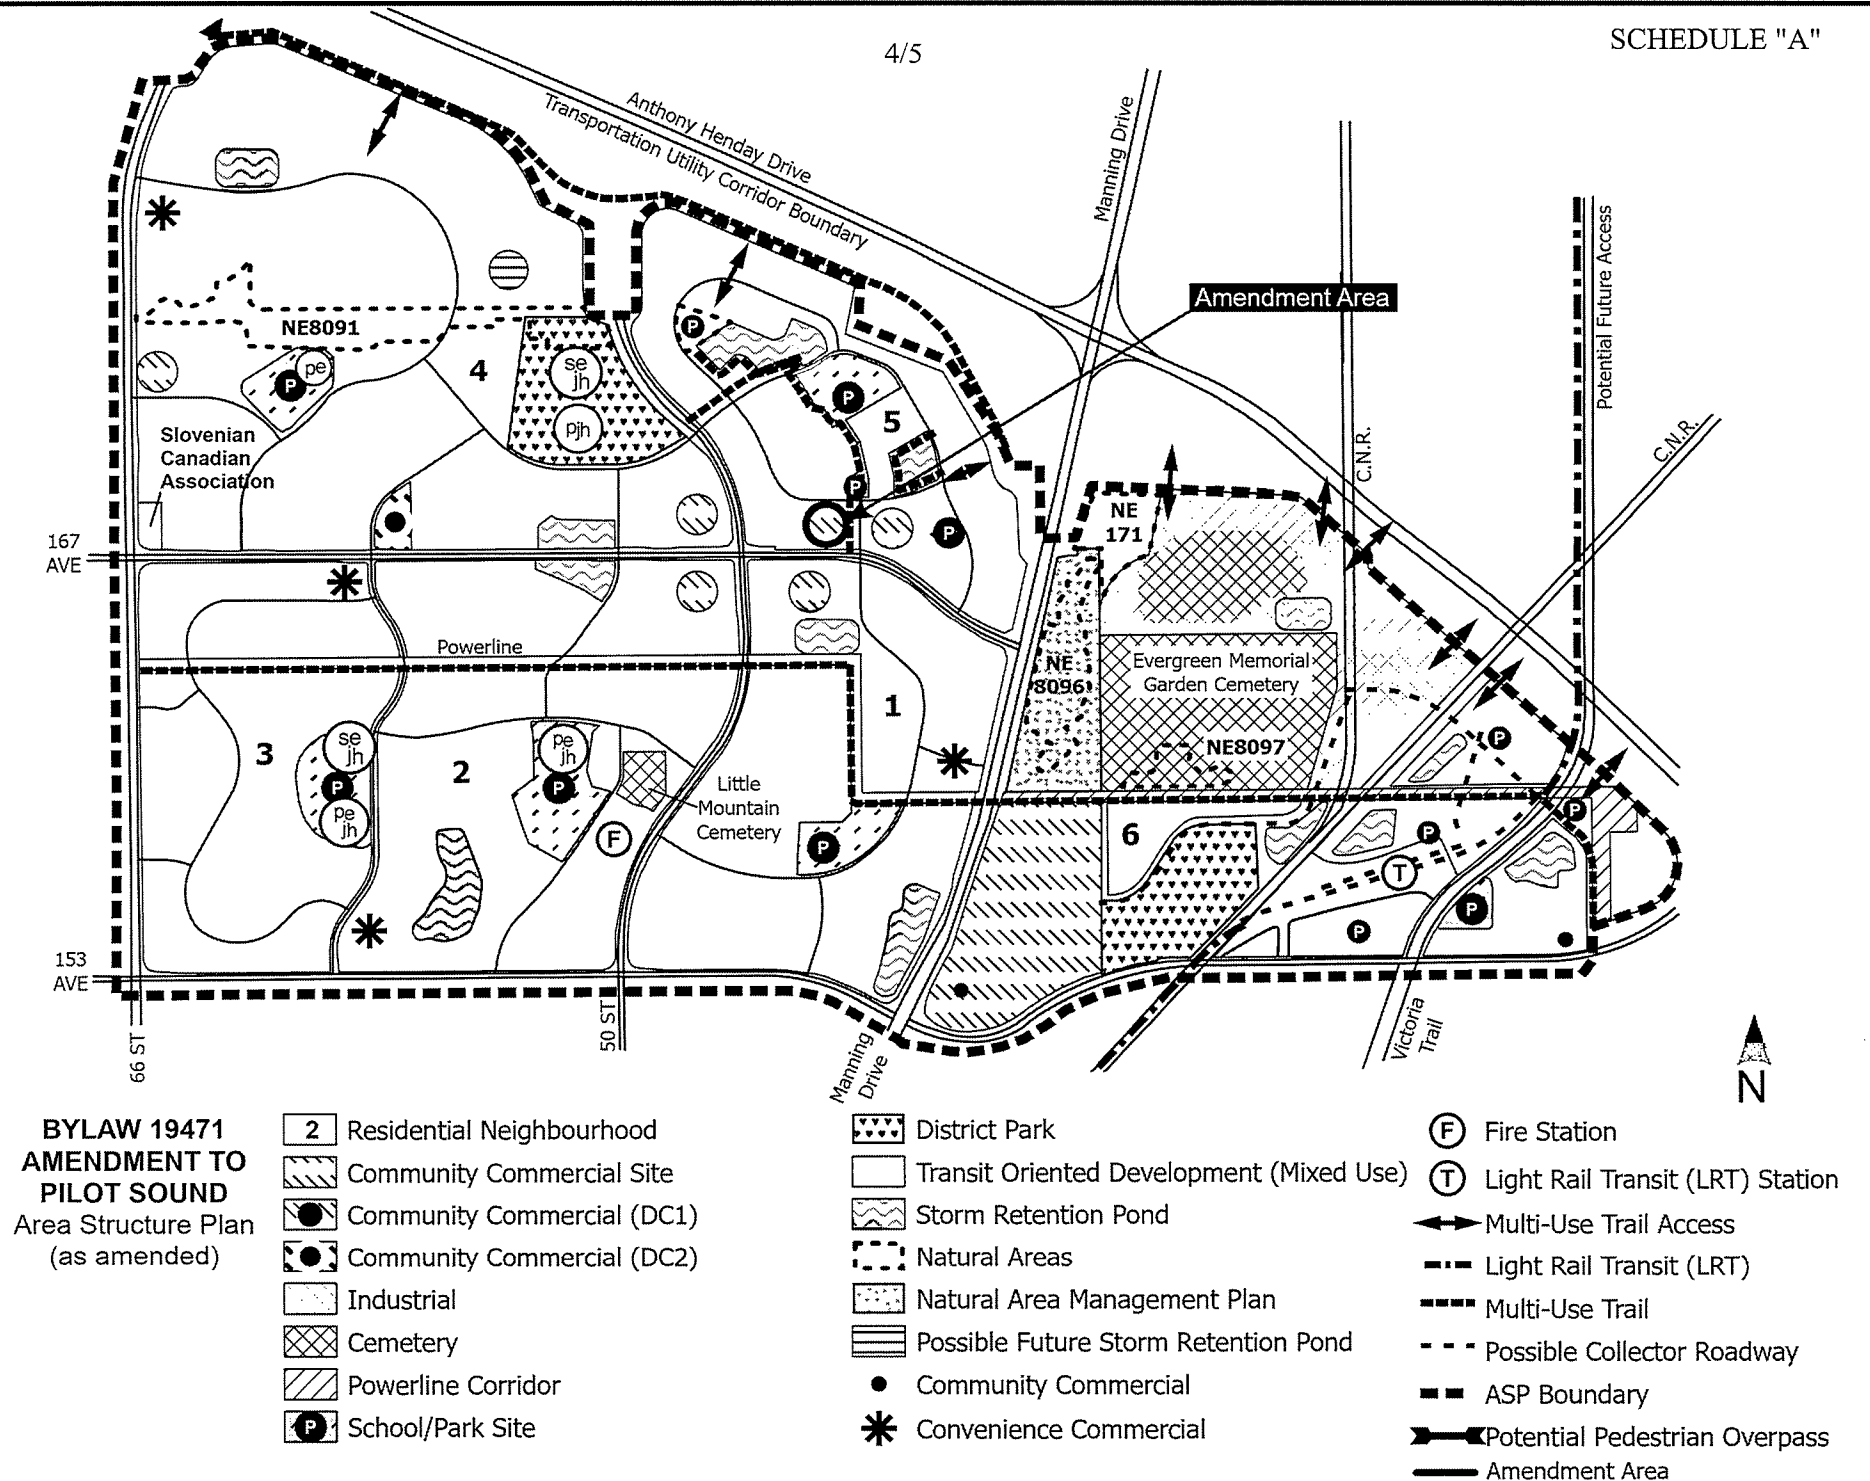 4/5
SCHEDULE "A"
Anthony Henday Drive
Transportation Utility Corridor Boundary
Manning Drive
Potential Future Access
Amendment Area
C.N.R.
C.N.R.
NE8091
4
se
jh
pjh
P
pe
P
P
5
P
P
Slovenian
Canadian
Association
NE
171
167
AVE
Powerline
NE
8096
Evergreen Memorial
Garden Cemetery
NE8097
1
3
2
se
jh
P
pe
jh
pe
jh
P
Little
Mountain
Cemetery
F
P
6
P
P
P
T
P
P
153
AVE
66 ST
50 ST
Manning
Drive
Victoria
Trail
N
BYLAW 19471
AMENDMENT TO
PILOT SOUND
Area Structure Plan
(as amended)
2 Residential Neighbourhood
Community Commercial Site
Community Commercial (DC1)
Community Commercial (DC2)
Industrial
Cemetery
Powerline Corridor
P School/Park Site
District Park
Transit Oriented Development (Mixed Use)
Storm Retention Pond
Natural Areas
Natural Area Management Plan
Possible Future Storm Retention Pond
Community Commercial
Convenience Commercial
F Fire Station
T Light Rail Transit (LRT) Station
Multi-Use Trail Access
Light Rail Transit (LRT)
Multi-Use Trail
Possible Collector Roadway
ASP Boundary
Potential Pedestrian Overpass
Amendment Area